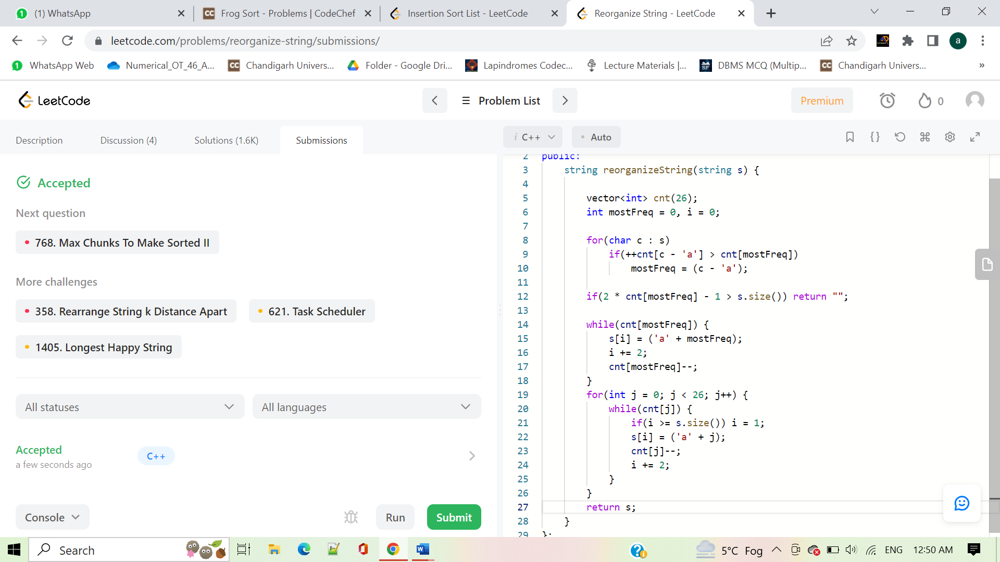 (1) WhatsApp
Frog Sort - Problems | CodeChef
Insertion Sort List - LeetCode
Reorganize String - LeetCode
leetcode.com/problems/reorganize-string/submissions/
a
WhatsApp Web
Numerical_OT_46_A...
Chandigarh Univers...
Folder - Google Dri...
Lapindromes Codec...
Lecture Materials |...
DBMS MCQ (Multip...
Chandigarh Univers...
»
LeetCode
Problem List
Premium
0
Description
Discussion (4)
Solutions (1.6K)
Submissions
i C++
• Auto
Accepted
Next question
768. Max Chunks To Make Sorted II
More challenges
358. Rearrange String k Distance Apart
621. Task Scheduler
1405. Longest Happy String
All statuses
All languages
Accepted
a few seconds ago
C++
Console
Run
Submit
2 public:
3 string reorganizeString(string s) {
4
5 vector<int> cnt(26);
6 int mostFreq = 0, i = 0;
7
8 for(char c : s)
9 if(++cnt[c - 'a'] > cnt[mostFreq])
10 mostFreq = (c - 'a');
11
12 if(2 * cnt[mostFreq] - 1 > s.size()) return "";
13
14 while(cnt[mostFreq]) {
15 s[i] = ('a' + mostFreq);
16 i += 2;
17 cnt[mostFreq]--;
18 }
19 for(int j = 0; j < 26; j++) {
20 while(cnt[j]) {
21 if(i >= s.size()) i = 1;
22 s[i] = ('a' + j);
23 cnt[j]--;
24 i += 2;
25 }
26 }
27 return s;
28 }
29 };
Search
5°C Fog
ENG
12:50 AM